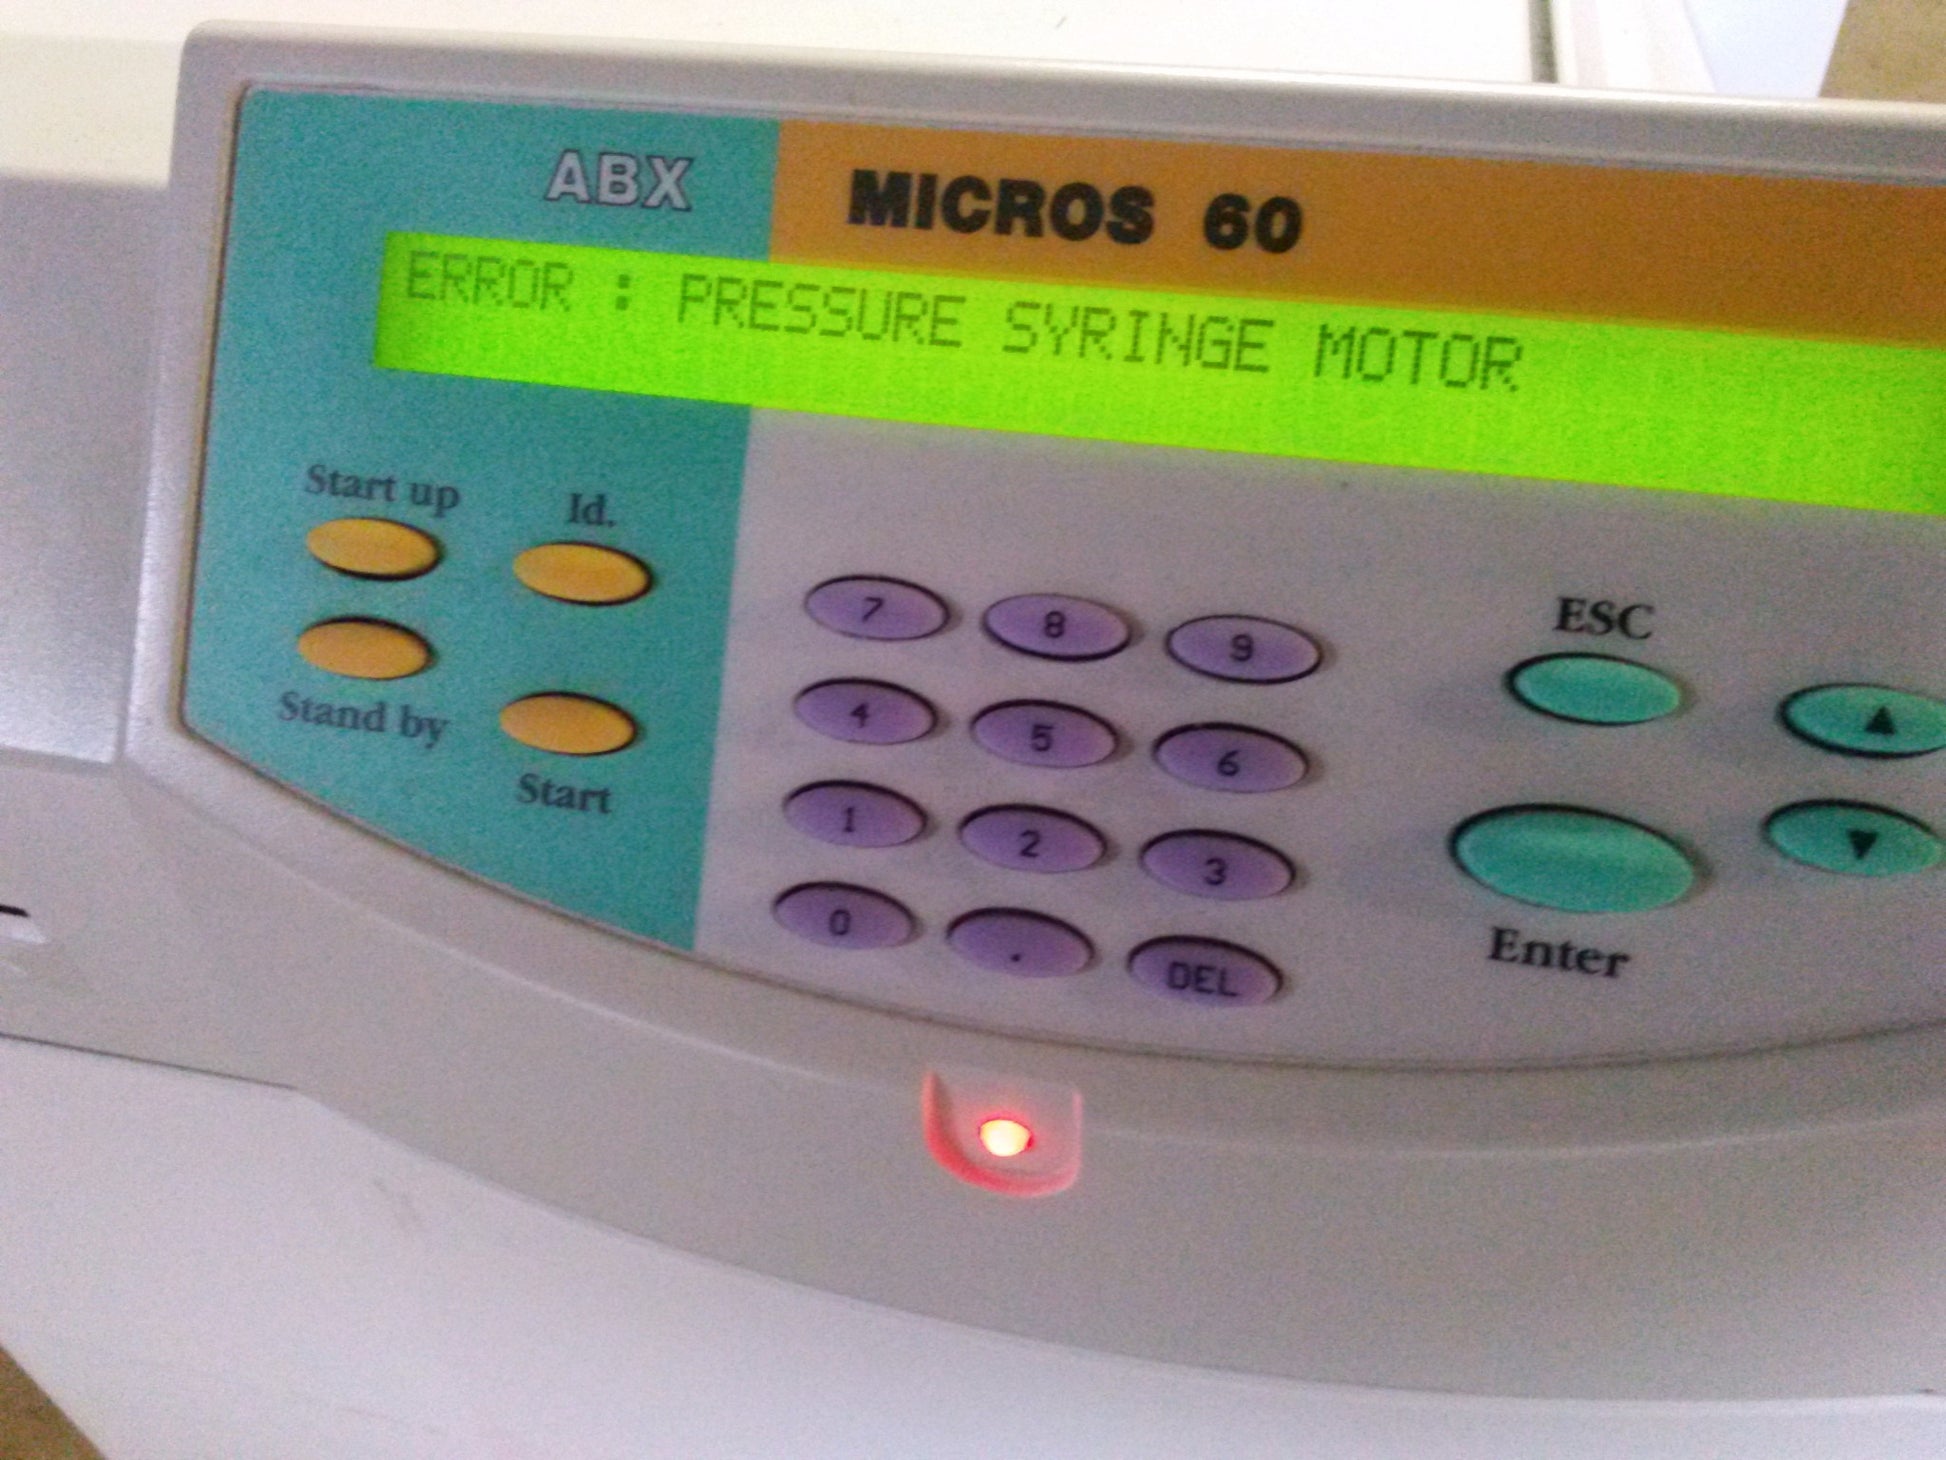 ABX MICROS 60
ERROR : PRESSURE SYRINGE MOTOR
Start up Id.
Stand by
Start
7 8 9
4 5 6
1 2 3
0 . DEL
ESC
▲
▼
Enter